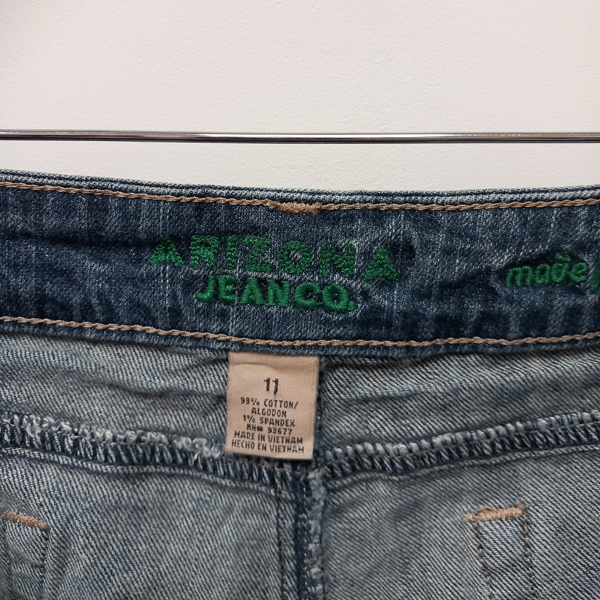 ARIZONA
JEAN CO.
made
11
99% COTTON/
ALGODON
1% SPANDEX
RN# 93677
MADE IN VIETNAM
HECHO EN VIETNAM